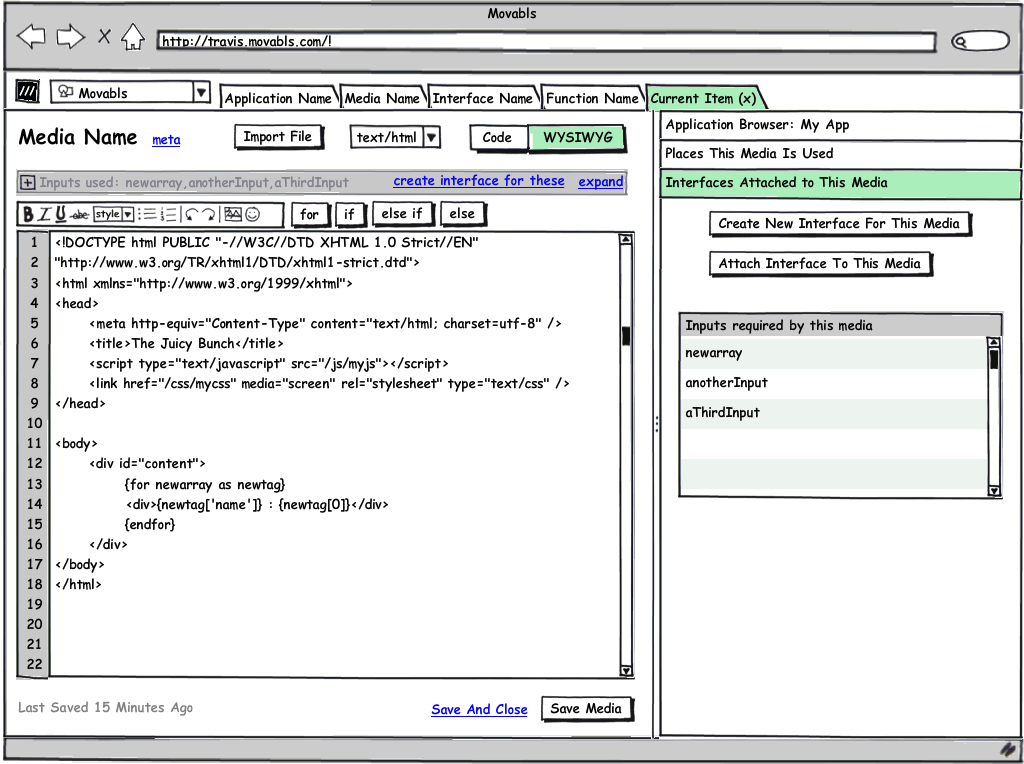 Movabls
http://travis.movabls.com/!
Movabls
Application Name
Media Name
Interface Name
Function Name
Current Item (x)
Media Name
meta
Import File
text/html
Code
WYSIWYG
Inputs used: newarray,anotherInput,aThirdInput
create interface for these
expand
B I U abc style
for
if
else if
else
1 <!DOCTYPE html PUBLIC "-//W3C//DTD XHTML 1.0 Strict//EN"
2 "http://www.w3.org/TR/xhtml1/DTD/xhtml1-strict.dtd">
3 <html xmlns="http://www.w3.org/1999/xhtml">
4 <head>
5 <meta http-equiv="Content-Type" content="text/html; charset=utf-8" />
6 <title>The Juicy Bunch</title>
7 <script type="text/javascript" src="/js/myjs"></script>
8 <link href="/css/mycss" media="screen" rel="stylesheet" type="text/css" />
9 </head>
10
11 <body>
12 <div id="content">
13 {for newarray as newtag}
14 <div>{newtag['name']} : {newtag[0]}</div>
15 {endfor}
16 </div>
17 </body>
18 </html>
19
20
21
22
Last Saved 15 Minutes Ago
Save And Close
Save Media
Application Browser: My App
Places This Media Is Used
Interfaces Attached to This Media
Create New Interface For This Media
Attach Interface To This Media
Inputs required by this media
newarray
anotherInput
aThirdInput